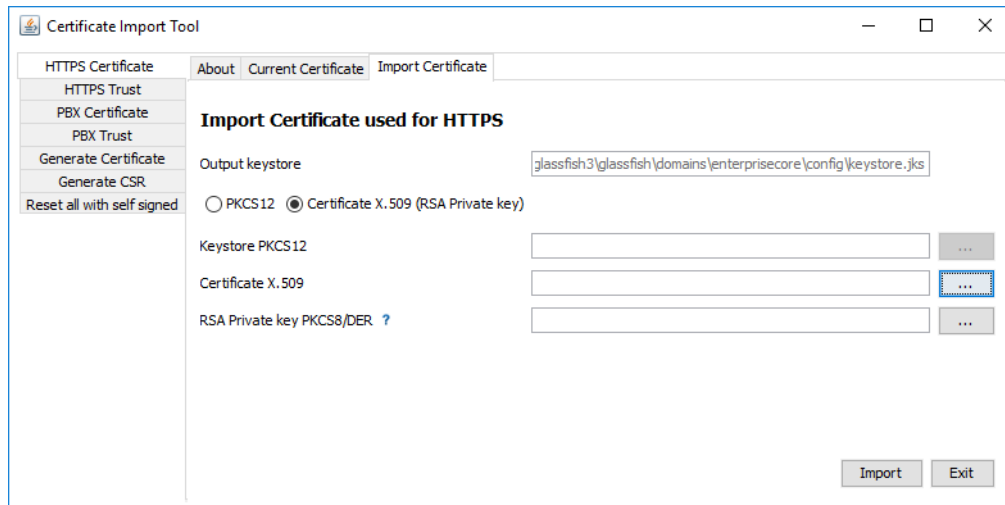 Certificate Import Tool
HTTPS Certificate
HTTPS Trust
PBX Certificate
PBX Trust
Generate Certificate
Generate CSR
Reset all with self signed
About Current Certificate Import Certificate
Import Certificate used for HTTPS
Output keystore glassfish3\glassfish\domains\enterprisecore\config\keystore.jks
PKCS12 Certificate X.509 (RSA Private key)
Keystore PKCS12 ...
Certificate X.509 ...
RSA Private key PKCS8/DER ? ...
Import Exit